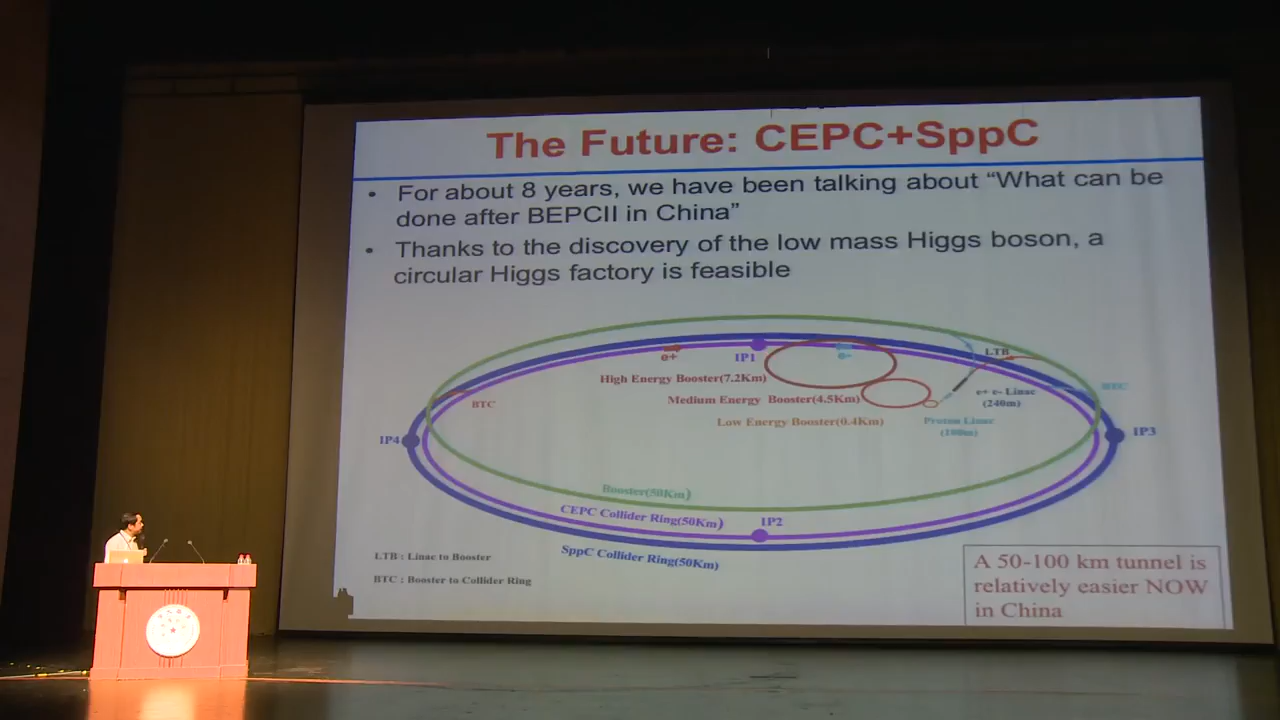 The Future: CEPC+SppC
• For about 8 years, we have been talking about “What can be
done after BEPCII in China”
• Thanks to the discovery of the low mass Higgs boson, a
circular Higgs factory is feasible
e+
IP1
e-
LTB
High Energy Booster(7.2Km)
Medium Energy Booster(4.5Km)
Low Energy Booster(0.4Km)
e+ e- Linac
(240m)
BTC
BTC
Proton Linac
(100m)
IP4
IP3
Booster(50Km)
CEPC Collider Ring(50Km)
IP2
SppC Collider Ring(50Km)
LTB : Linac to Booster
BTC : Booster to Collider Ring
A 50-100 km tunnel is
relatively easier NOW
in China